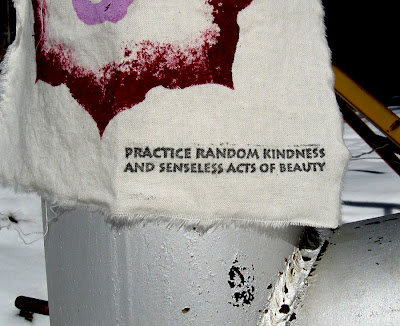 PRACTICE RANDOM KINDNESS
AND SENSELESS ACTS OF BEAUTY